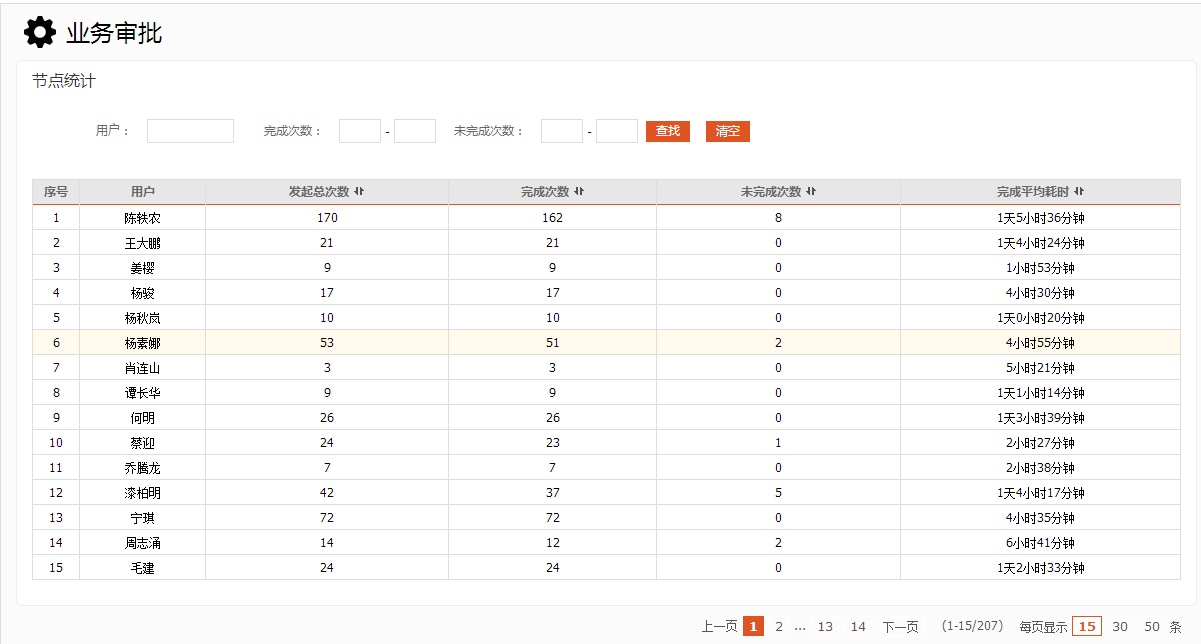 业务审批
节点统计
用户： 完成次数： - 未完成次数： - 查找 清空
序号 用户 发起总次数 完成次数 未完成次数 完成平均耗时
1 陈轶农 170 162 8 1天5小时36分钟
2 王大鹏 21 21 0 1天4小时24分钟
3 姜樱 9 9 0 1小时53分钟
4 杨骏 17 17 0 4小时30分钟
5 杨秋岚 10 10 0 1天0小时20分钟
6 杨素娜 53 51 2 4小时55分钟
7 肖连山 3 3 0 5小时21分钟
8 谭长华 9 9 0 1天1小时14分钟
9 何明 26 26 0 1天3小时39分钟
10 蔡迎 24 23 1 2小时27分钟
11 乔腾龙 7 7 0 2小时38分钟
12 漆柏明 42 37 5 1天4小时17分钟
13 宁琪 72 72 0 4小时35分钟
14 周志涌 14 12 2 6小时41分钟
15 毛建 24 24 0 1天2小时33分钟
上一页 1 2 ... 13 14 下一页 (1-15/207) 每页显示 15 30 50 条